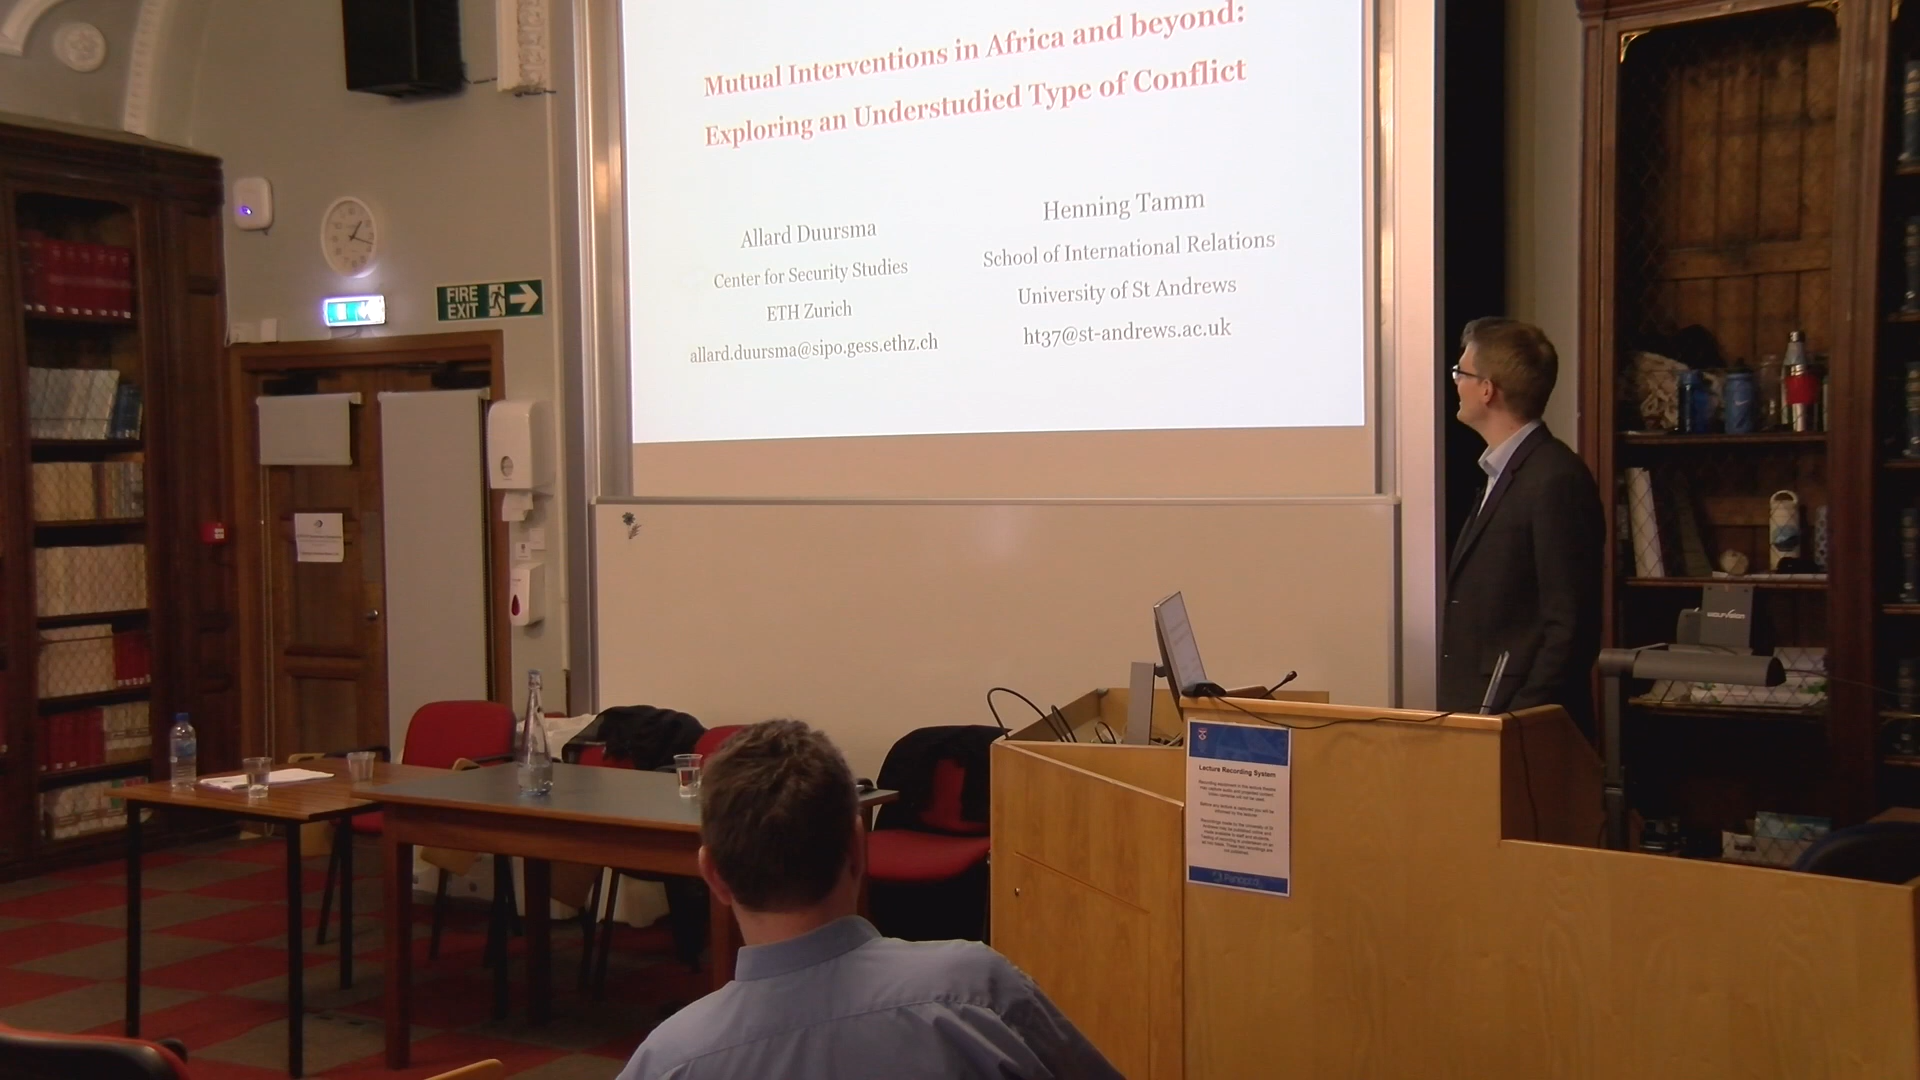 Mutual Interventions in Africa and beyond:
Exploring an Understudied Type of Conflict
Allard Duursma
Center for Security Studies
ETH Zurich
allard.duursma@sipo.gess.ethz.ch
Henning Tamm
School of International Relations
University of St Andrews
ht37@st-andrews.ac.uk
FIRE
EXIT
WOLFVISION
Lecture Recording System
Panopto